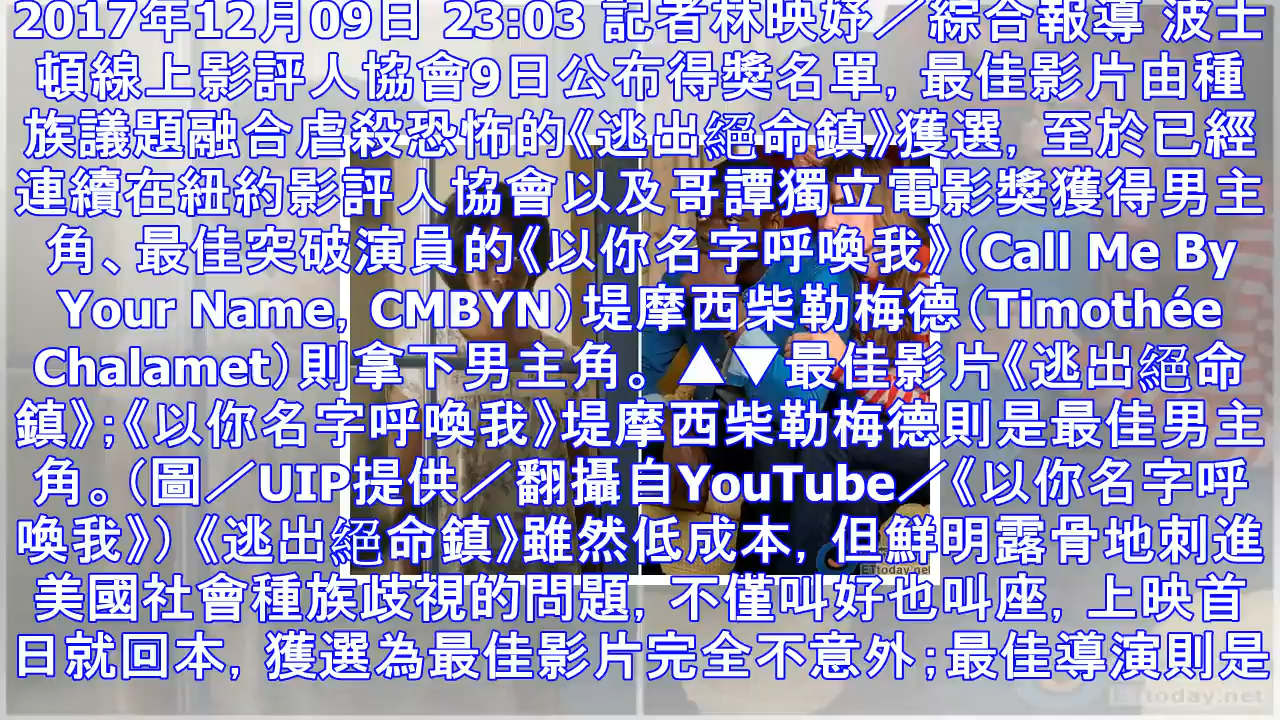 2017年12月09日 23:03 記者林映妤／綜合報導 波士
頓線上影評人協會9日公布得獎名單, 最佳影片由種
族議題融合虐殺恐怖的《逃出絕命鎮》獲選, 至於已經
連續在紐約影評人協會以及哥譚獨立電影獎獲得男主
角、最佳突破演員的《以你名字呼喚我》（Call Me By
Your Name, CMBYN）堤摩西柴勒梅德（Timothée
Chalamet）則拿下男主角。 ▲▼最佳影片《逃出絕命
鎮》;《以你名字呼喚我》堤摩西柴勒梅德則是最佳男主
角。（圖／UIP提供／翻攝自YouTube／《以你名字呼
喚我》）《逃出絕命鎮》雖然低成本, 但鮮明露骨地刺進
美國社會種族歧視的問題, 不僅叫好也叫座, 上映首
日就回本, 獲選為最佳影片完全不意外;最佳導演則是
ETtoday.net
ETtoday.net